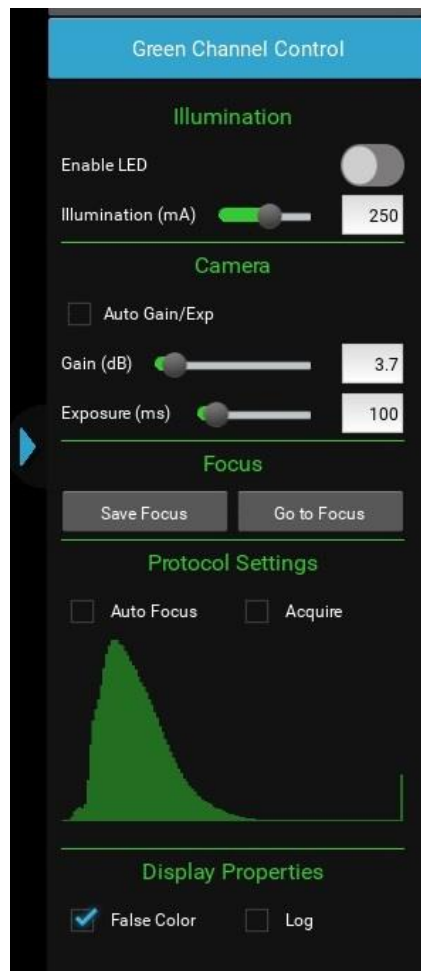 Green Channel Control
Illumination
Enable LED
Illumination (mA) 250
Camera
Auto Gain/Exp
Gain (dB) 3.7
Exposure (ms) 100
Focus
Save Focus Go to Focus
Protocol Settings
Auto Focus Acquire
Display Properties
False Color Log